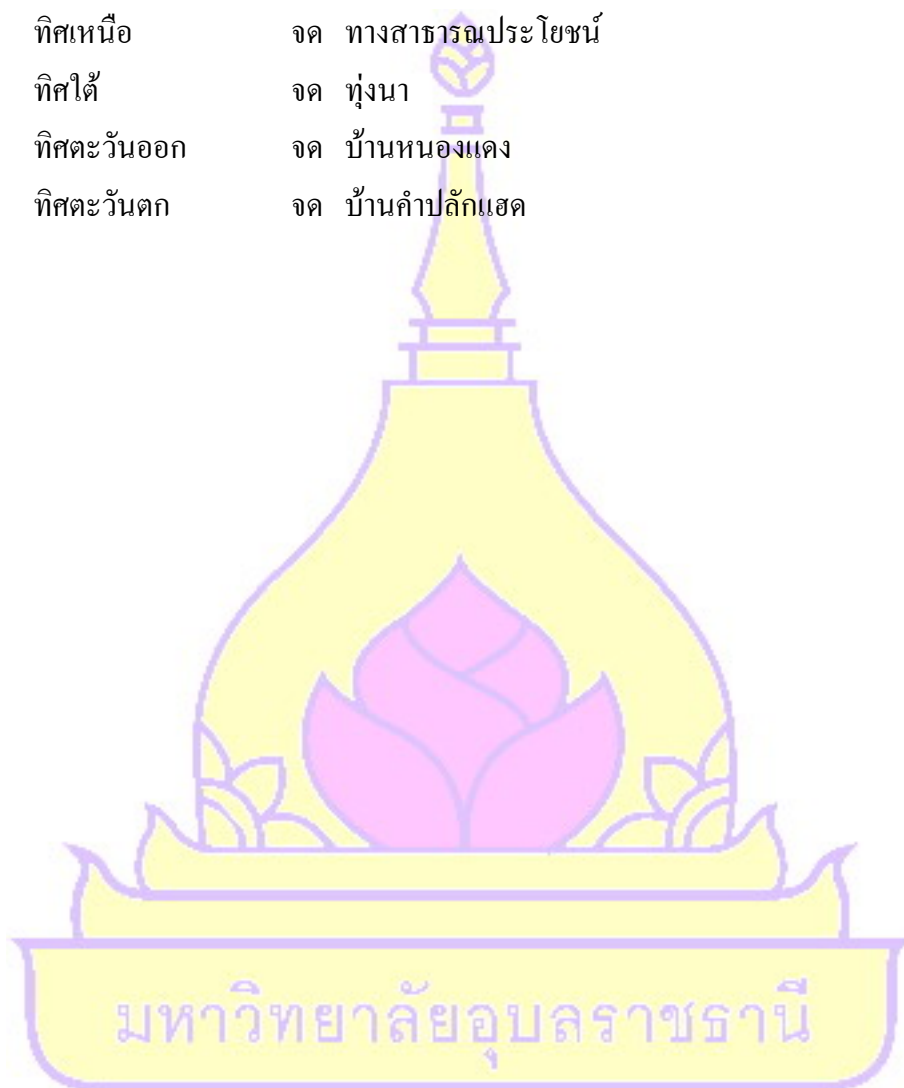 ทิศเหนือ จด ทางสาธารณประโยชน์
ทิศใต้ จด ทุ่งนา
ทิศตะวันออก จด บ้านหนองแดง
ทิศตะวันตก จด บ้านคำปลักแฮด
มหาวิทยาลัยอุบลราชธานี